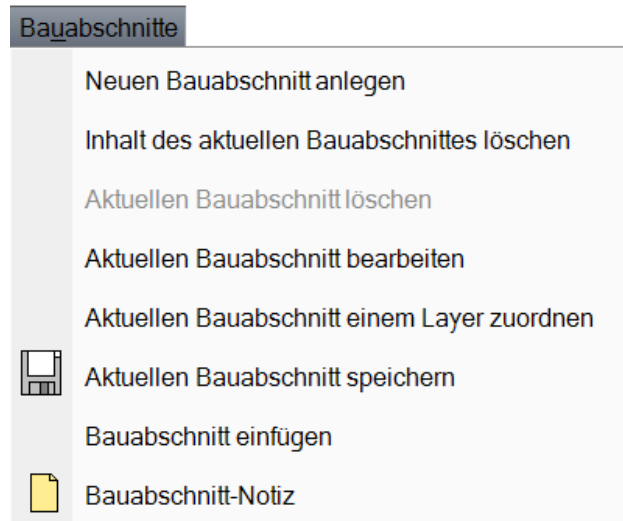 Bauabschnitte
Neuen Bauabschnitt anlegen
Inhalt des aktuellen Bauabschnittes löschen
Aktuellen Bauabschnitt löschen
Aktuellen Bauabschnitt bearbeiten
Aktuellen Bauabschnitt einem Layer zuordnen
Aktuellen Bauabschnitt speichern
Bauabschnitt einfügen
Bauabschnitt-Notiz